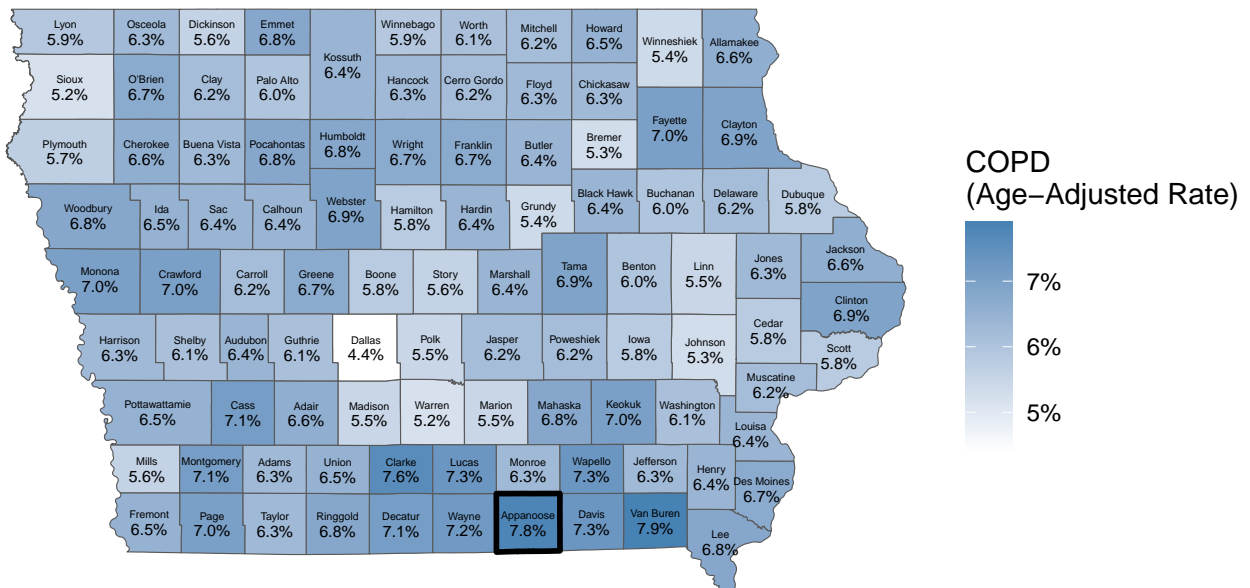 Lyon
5.9%
Osceola
6.3%
Dickinson
5.6%
Emmet
6.8%
Kossuth
6.4%
Winnebago
5.9%
Worth
6.1%
Mitchell
6.2%
Howard
6.5%
Winneshiek
5.4%
Allamakee
6.6%
Sioux
5.2%
O'Brien
6.7%
Clay
6.2%
Palo Alto
6.0%
Hancock
6.3%
Cerro Gordo
6.2%
Floyd
6.3%
Chickasaw
6.3%
Fayette
7.0%
Clayton
6.9%
Plymouth
5.7%
Cherokee
6.6%
Buena Vista
6.3%
Pocahontas
6.8%
Humboldt
6.8%
Wright
6.7%
Franklin
6.7%
Butler
6.4%
Bremer
5.3%
Woodbury
6.8%
Ida
6.5%
Sac
6.4%
Calhoun
6.4%
Webster
6.9%
Hamilton
5.8%
Hardin
6.4%
Grundy
5.4%
Black Hawk
6.4%
Buchanan
6.0%
Delaware
6.2%
Dubuque
5.8%
Monona
7.0%
Crawford
7.0%
Carroll
6.2%
Greene
6.7%
Boone
5.8%
Story
5.6%
Marshall
6.4%
Tama
6.9%
Benton
6.0%
Linn
5.5%
Jones
6.3%
Jackson
6.6%
Clinton
6.9%
Harrison
6.3%
Shelby
6.1%
Audubon
6.4%
Guthrie
6.1%
Dallas
4.4%
Polk
5.5%
Jasper
6.2%
Poweshiek
6.2%
Iowa
5.8%
Johnson
5.3%
Cedar
5.8%
Scott
5.8%
Muscatine
6.2%
Pottawattamie
6.5%
Cass
7.1%
Adair
6.6%
Madison
5.5%
Warren
5.2%
Marion
5.5%
Mahaska
6.8%
Keokuk
7.0%
Washington
6.1%
Louisa
6.4%
Mills
5.6%
Montgomery
7.1%
Adams
6.3%
Union
6.5%
Clarke
7.6%
Lucas
7.3%
Monroe
6.3%
Wapello
7.3%
Jefferson
6.3%
Henry
6.4%
Des Moines
6.7%
Fremont
6.5%
Page
7.0%
Taylor
6.3%
Ringgold
6.8%
Decatur
7.1%
Wayne
7.2%
Appanoose
7.8%
Davis
7.3%
Van Buren
7.9%
Lee
6.8%
COPD
(Age−Adjusted Rate)
7%
6%
5%